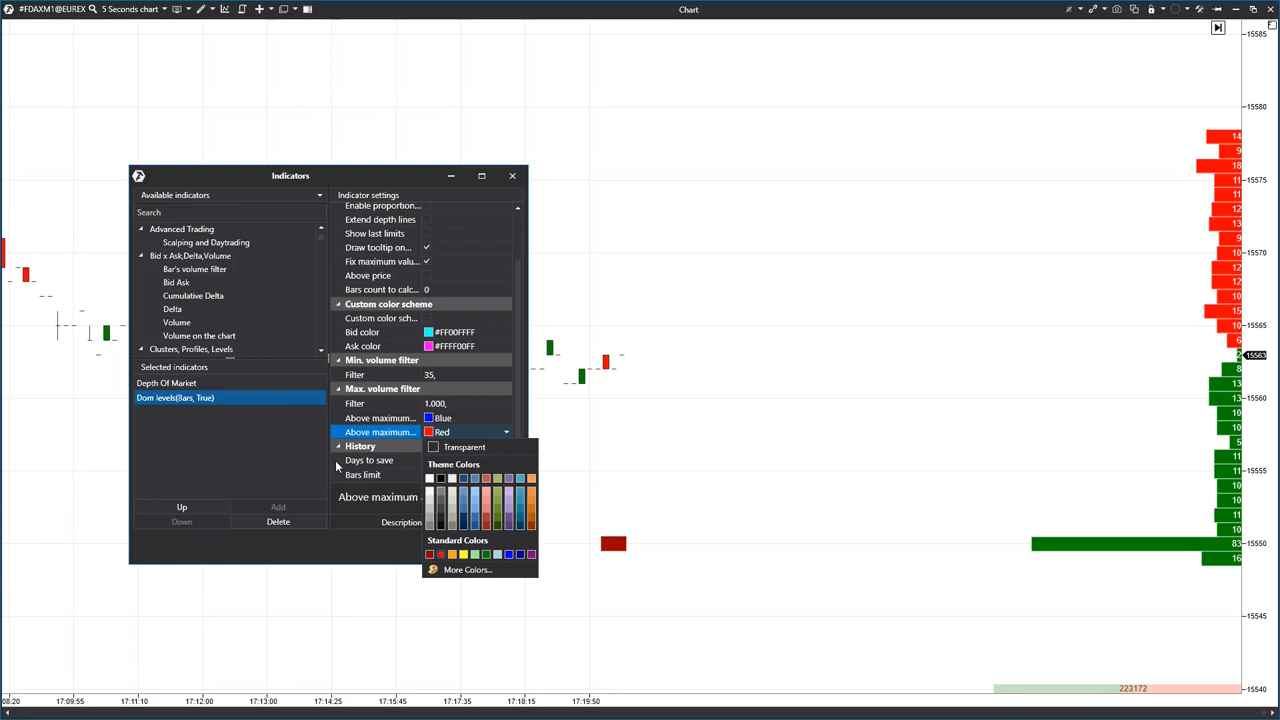 #FDAXM1@EUREX
5 Seconds chart
Chart
15585
15580
15575
15570
15565
15563
15560
15555
15550
15545
15540
14
9
18
11
12
13
9
10
12
12
10
15
10
6
2
8
13
13
10
10
5
11
11
10
11
10
83
16
223172
Indicators
Available indicators
Search
Advanced Trading
Scalping and Daytrading
Bid x Ask,Delta,Volume
Bar's volume filter
Bid Ask
Cumulative Delta
Delta
Volume
Volume on the chart
Clusters, Profiles, Levels
Selected indicators
Depth Of Market
Dom levels(Bars, True)
Up
Add
Down
Delete
Indicator settings
Enable proportion...
Extend depth lines
Show last limits
Draw tooltip on...
Fix maximum valu...
Above price
Bars count to calc... 0
Custom color scheme
Custom color sch...
Bid color #FF00FFFF
Ask color #FFFF00FF
Min. volume filter
Filter 35,
Max. volume filter
Filter 1.000,
Above maximum... Blue
Above maximum... Red
History
Days to save
Bars limit
Above maximum
Description
Transparent
Theme Colors
Standard Colors
More Colors...
08:20
17:09:55
17:11:10
17:12:00
17:13:00
17:14:25
17:15:45
17:17:35
17:18:15
17:19:50